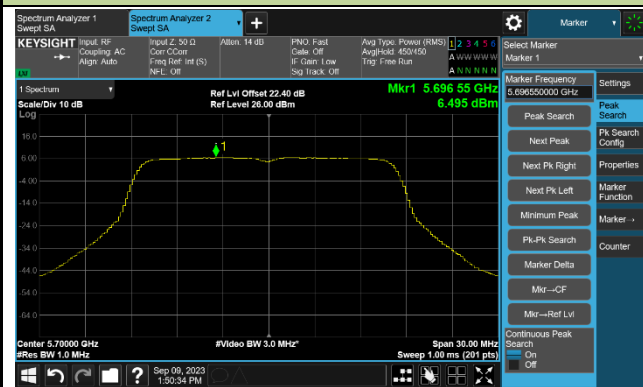 Spectrum Analyzer 1
Swept SA
Spectrum Analyzer 2
Swept SA
+
Marker
KEYSIGHT
Input: RF
Coupling: AC
Align: Auto
Input Z: 50 Ω
Corr CCorr
Freq Ref: Int (S)
NFE: Off
Atten: 14 dB
PNO: Fast
Gate: Off
IF Gain: Low
Sig Track: Off
Avg Type: Power (RMS)
Avg|Hold: 450/450
Trig: Free Run
1 2 3 4 5 6
A W W W W W
A N N N N N
Select Marker
Marker 1
LXI
1 Spectrum
Scale/Div 10 dB
Log
Ref Lvl Offset 22.40 dB
Ref Level 26.00 dBm
Mkr1 5.696 55 GHz
6.495 dBm
16.0
6.00
-4.00
-14.0
-24.0
-34.0
-44.0
-54.0
-64.0
1
Center 5.70000 GHz
#Res BW 1.0 MHz
#Video BW 3.0 MHz*
Span 30.00 MHz
Sweep 1.00 ms (201 pts)
Marker Frequency
5.696550000 GHz
Peak Search
Next Peak
Next Pk Right
Next Pk Left
Minimum Peak
Pk-Pk Search
Marker Delta
Mkr→CF
Mkr→Ref Lvl
Continuous Peak
Search
On
Off
Settings
Peak
Search
Pk Search
Config
Properties
Marker
Function
Marker→
Counter
?
Sep 09, 2023
1:50:34 PM